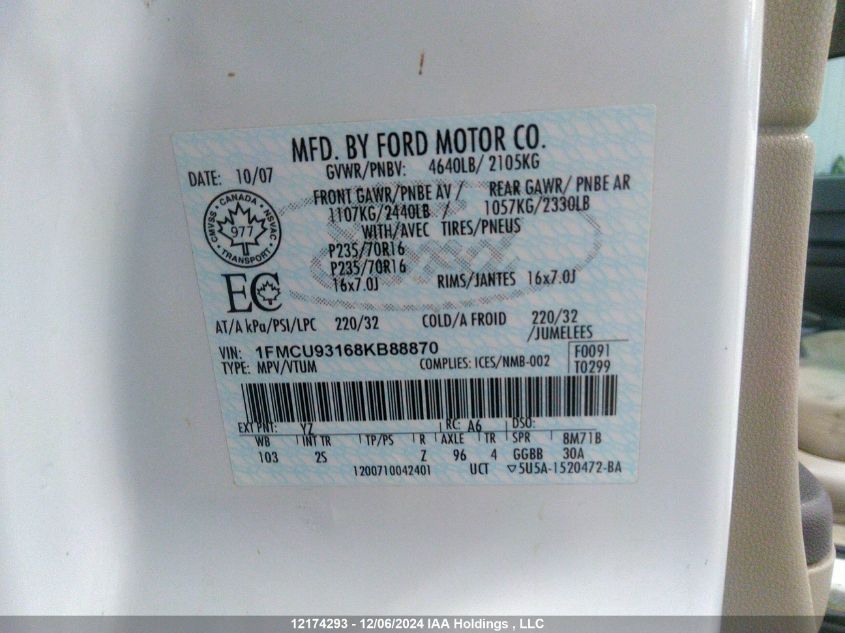 MFD. BY FORD MOTOR CO.
DATE: 10/07
GVWR/PNBV: 4640LB/ 2105KG
FRONT GAWR/PNBE AV / REAR GAWR/ PNBE AR
1107KG/2440LB / 1057KG/2330LB
WITH/AVEC TIRES/PNEUS
P235/70R16
P235/70R16
16x7.0J RIMS/JANTES 16x7.0J
CMVSS • CANADA • NSVAC
977
TRANSPORT
EC
AT/A kPa/PSI/LPC 220/32 COLD/A FROID 220/32
/JUMELEES
VIN: 1FMCU93168KB88870
TYPE: MPV/VTUM COMPLIES: ICES/NMB-002
F0091
T0299
EXT PNT: YZ RC: A6 DSO:
WB INT TR TP/PS R AXLE TR SPR 8M71B
103 2S Z 96 4 GGBB 30A
1200710042401 UCT ▽5U5A-1520472-BA
12174293 - 12/06/2024 IAA Holdings , LLC